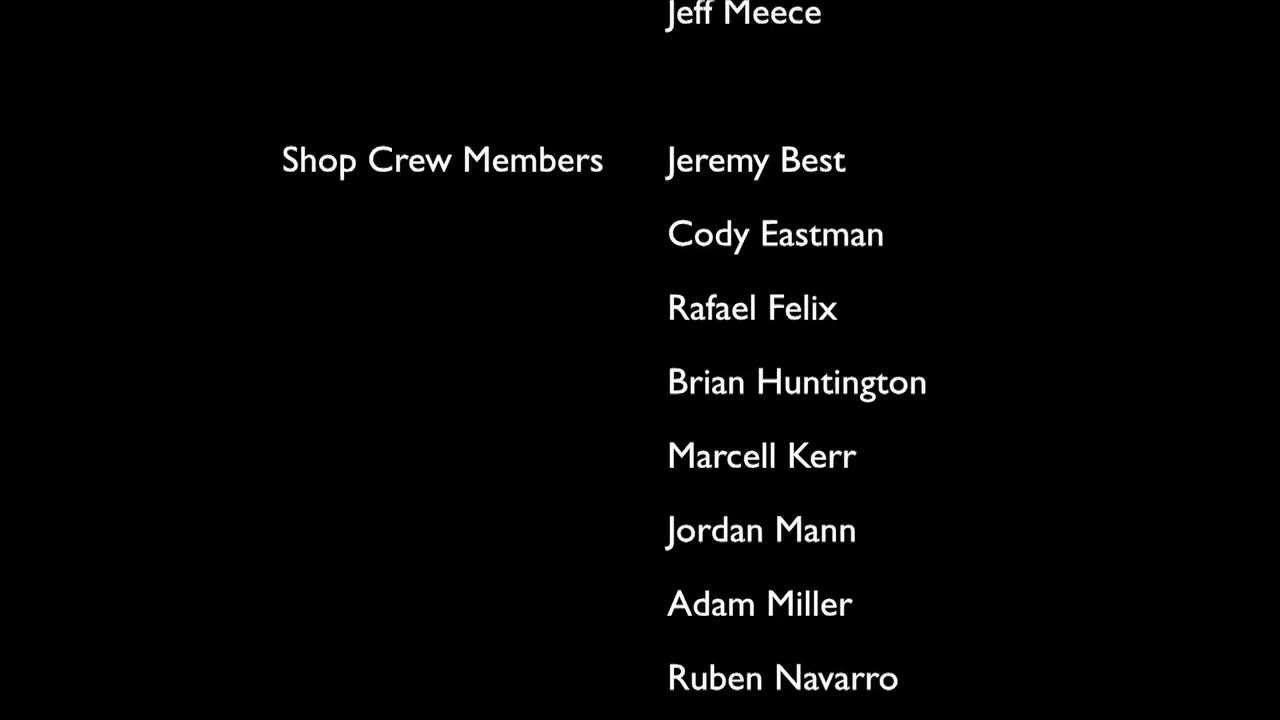 Jeff Meece
Shop Crew Members Jeremy Best
Cody Eastman
Rafael Felix
Brian Huntington
Marcell Kerr
Jordan Mann
Adam Miller
Ruben Navarro